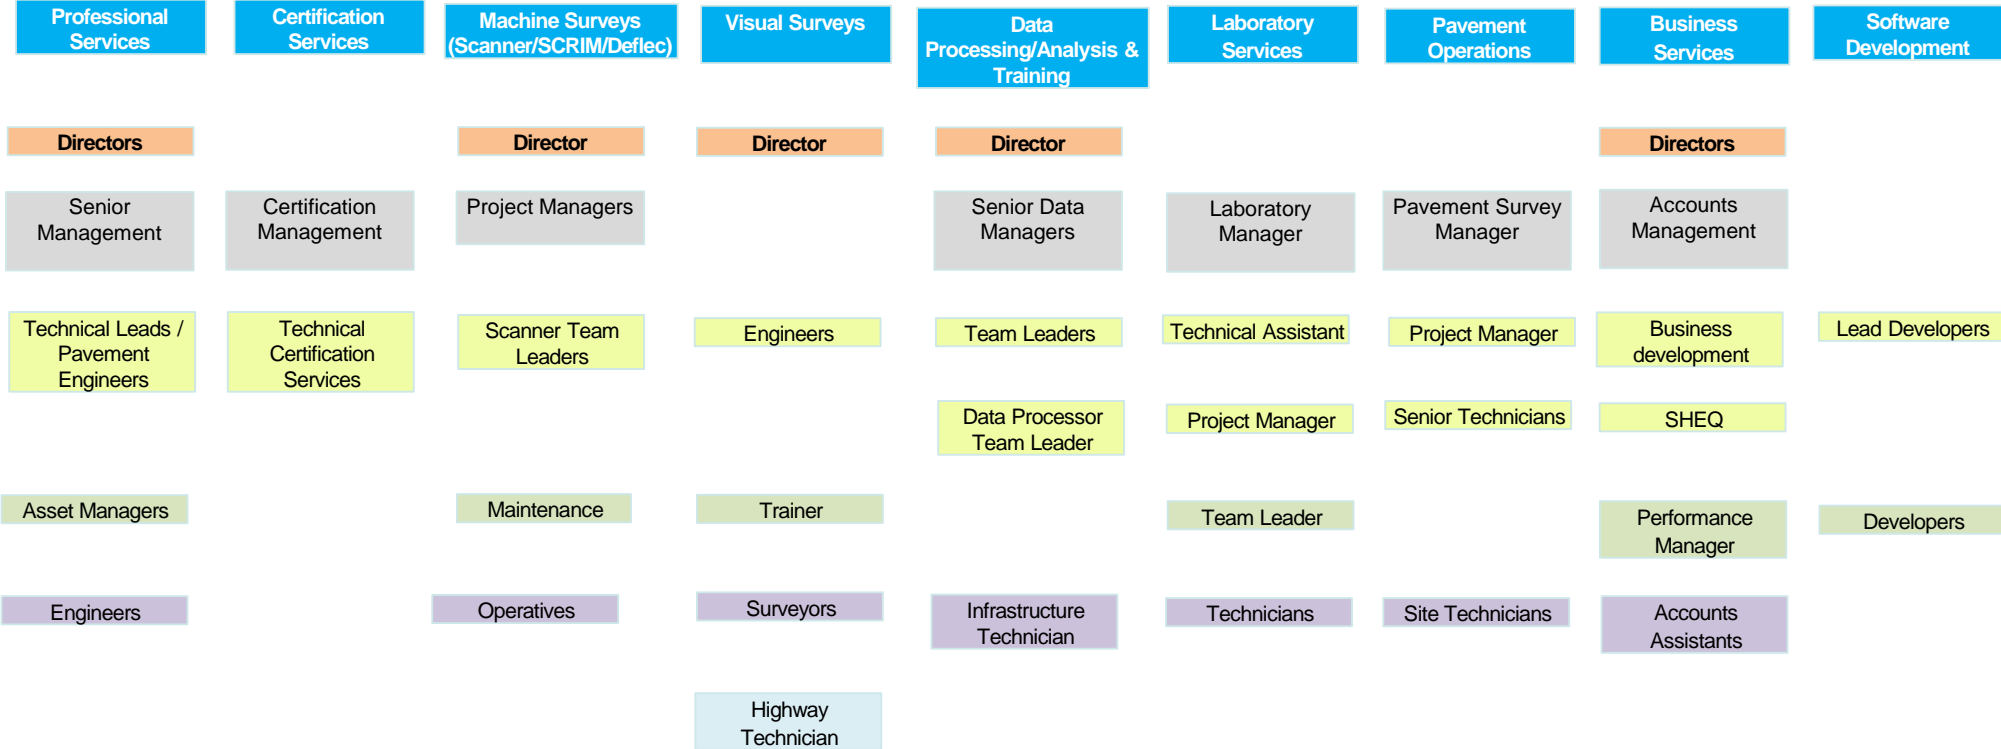 Professional
Services
Certification
Services
Machine Surveys
(Scanner/SCRIM/Deflec)
Visual Surveys
Data
Processing/Analysis &
Training
Laboratory
Services
Pavement
Operations
Business
Services
Software
Development
Directors
Director
Director
Director
Directors
Senior
Management
Certification
Management
Project Managers
Senior Data
Managers
Laboratory
Manager
Pavement Survey
Manager
Accounts
Management
Technical Leads /
Pavement
Engineers
Technical
Certification
Services
Scanner Team
Leaders
Engineers
Team Leaders
Technical Assistant
Project Manager
Business
development
Lead Developers
Data Processor
Team Leader
Project Manager
Senior Technicians
SHEQ
Asset Managers
Maintenance
Trainer
Team Leader
Performance
Manager
Developers
Engineers
Operatives
Surveyors
Infrastructure
Technician
Technicians
Site Technicians
Accounts
Assistants
Highway
Technician